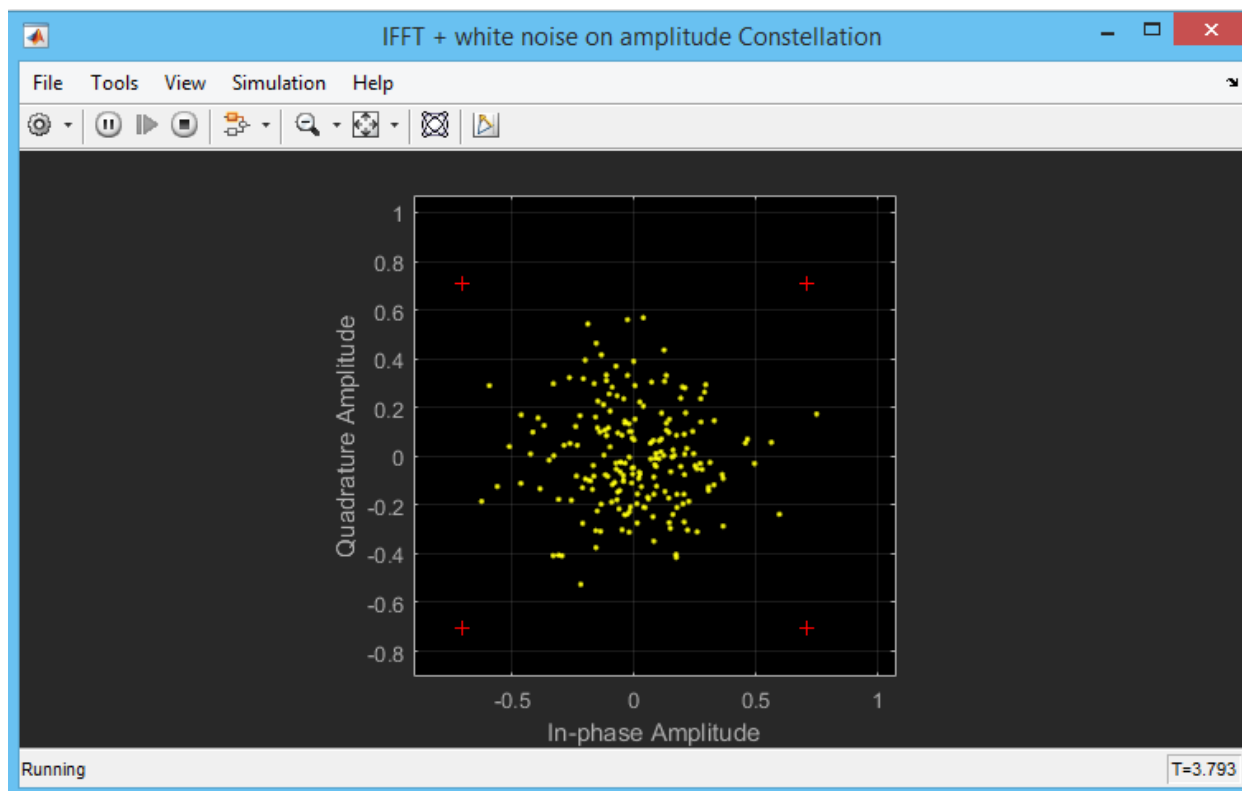 IFFT + white noise on amplitude Constellation
File Tools View Simulation Help
1
0.8
0.6
0.4
0.2
0
-0.2
-0.4
-0.6
-0.8
Quadrature Amplitude
-0.5 0 0.5 1
In-phase Amplitude
Running T=3.793